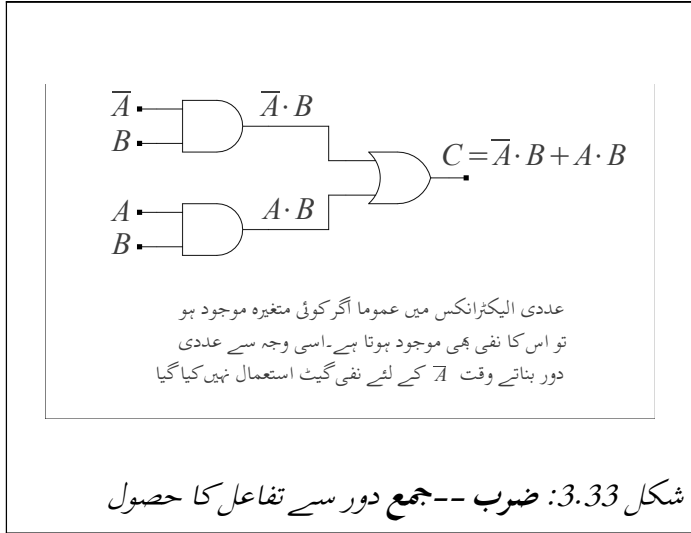 A̅ A̅·B
B
C=A̅·B+A·B
A A·B
B
عددی الیکٹرانکس میں عموما اگر کوئی متغیرہ موجود ہو
تو اس کا نفی بھی موجود ہوتا ہے۔اسی وجہ سے عددی
دور بناتے وقت A̅ کے لئے نفی گیٹ استعمال نہیں کیا گیا
شکل 3.33: ضرب --جمع دور سے تفاعل کا حصول